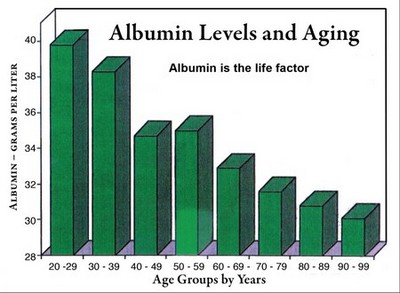 Albumin Levels and Aging
Albumin is the life factor
Albumin – grams per liter
40
38
36
34
32
30
28
20 -29 30 - 39 40 - 49 50 - 59 60 - 69 70 - 79 80 - 89 90 - 99
Age Groups by Years